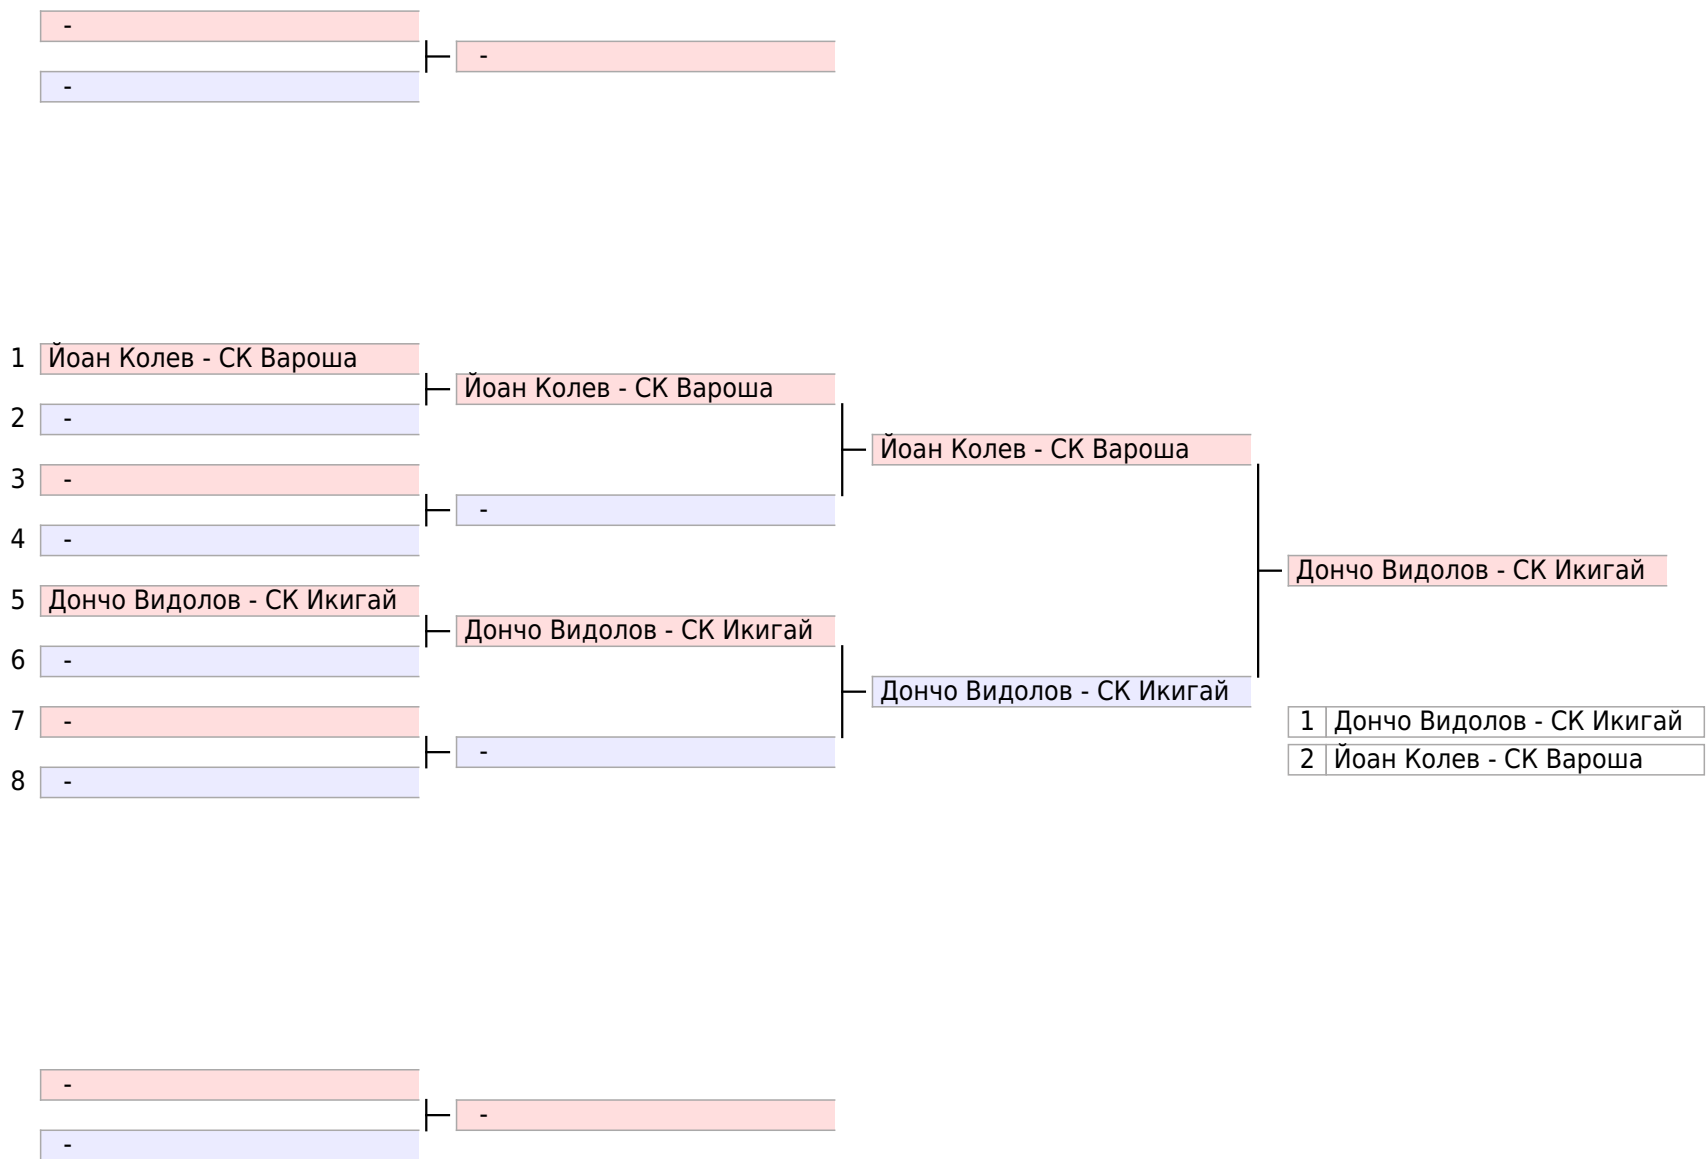 -
-
-
1 Йоан Колев - СК Вароша
Йоан Колев - СК Вароша
2 -
Йоан Колев - СК Вароша
3 -
-
4 -
Дончо Видолов - СК Икигай
5 Дончо Видолов - СК Икигай
Дончо Видолов - СК Икигай
6 -
Дончо Видолов - СК Икигай
7 -
1 Дончо Видолов - СК Икигай
-
2 Йоан Колев - СК Вароша
8 -
-
-
-